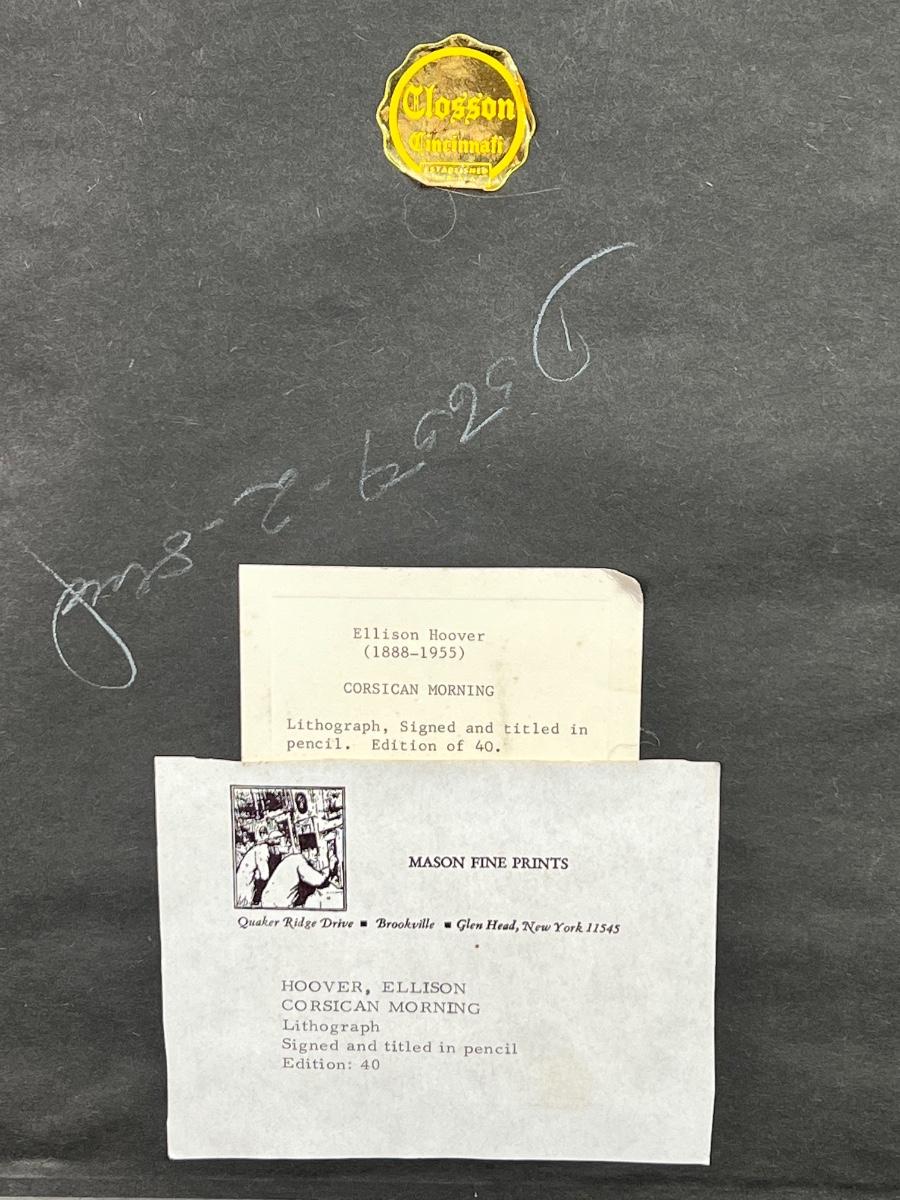 Closson
Cincinnati
ESTABLISHED
Ellison Hoover
(1888-1955)
CORSICAN MORNING
Lithograph, Signed and titled in
pencil. Edition of 40.
MASON FINE PRINTS
Quaker Ridge Drive ■ Brookville ■ Glen Head, New York 11545
HOOVER, ELLISON
CORSICAN MORNING
Lithograph
Signed and titled in pencil
Edition: 40